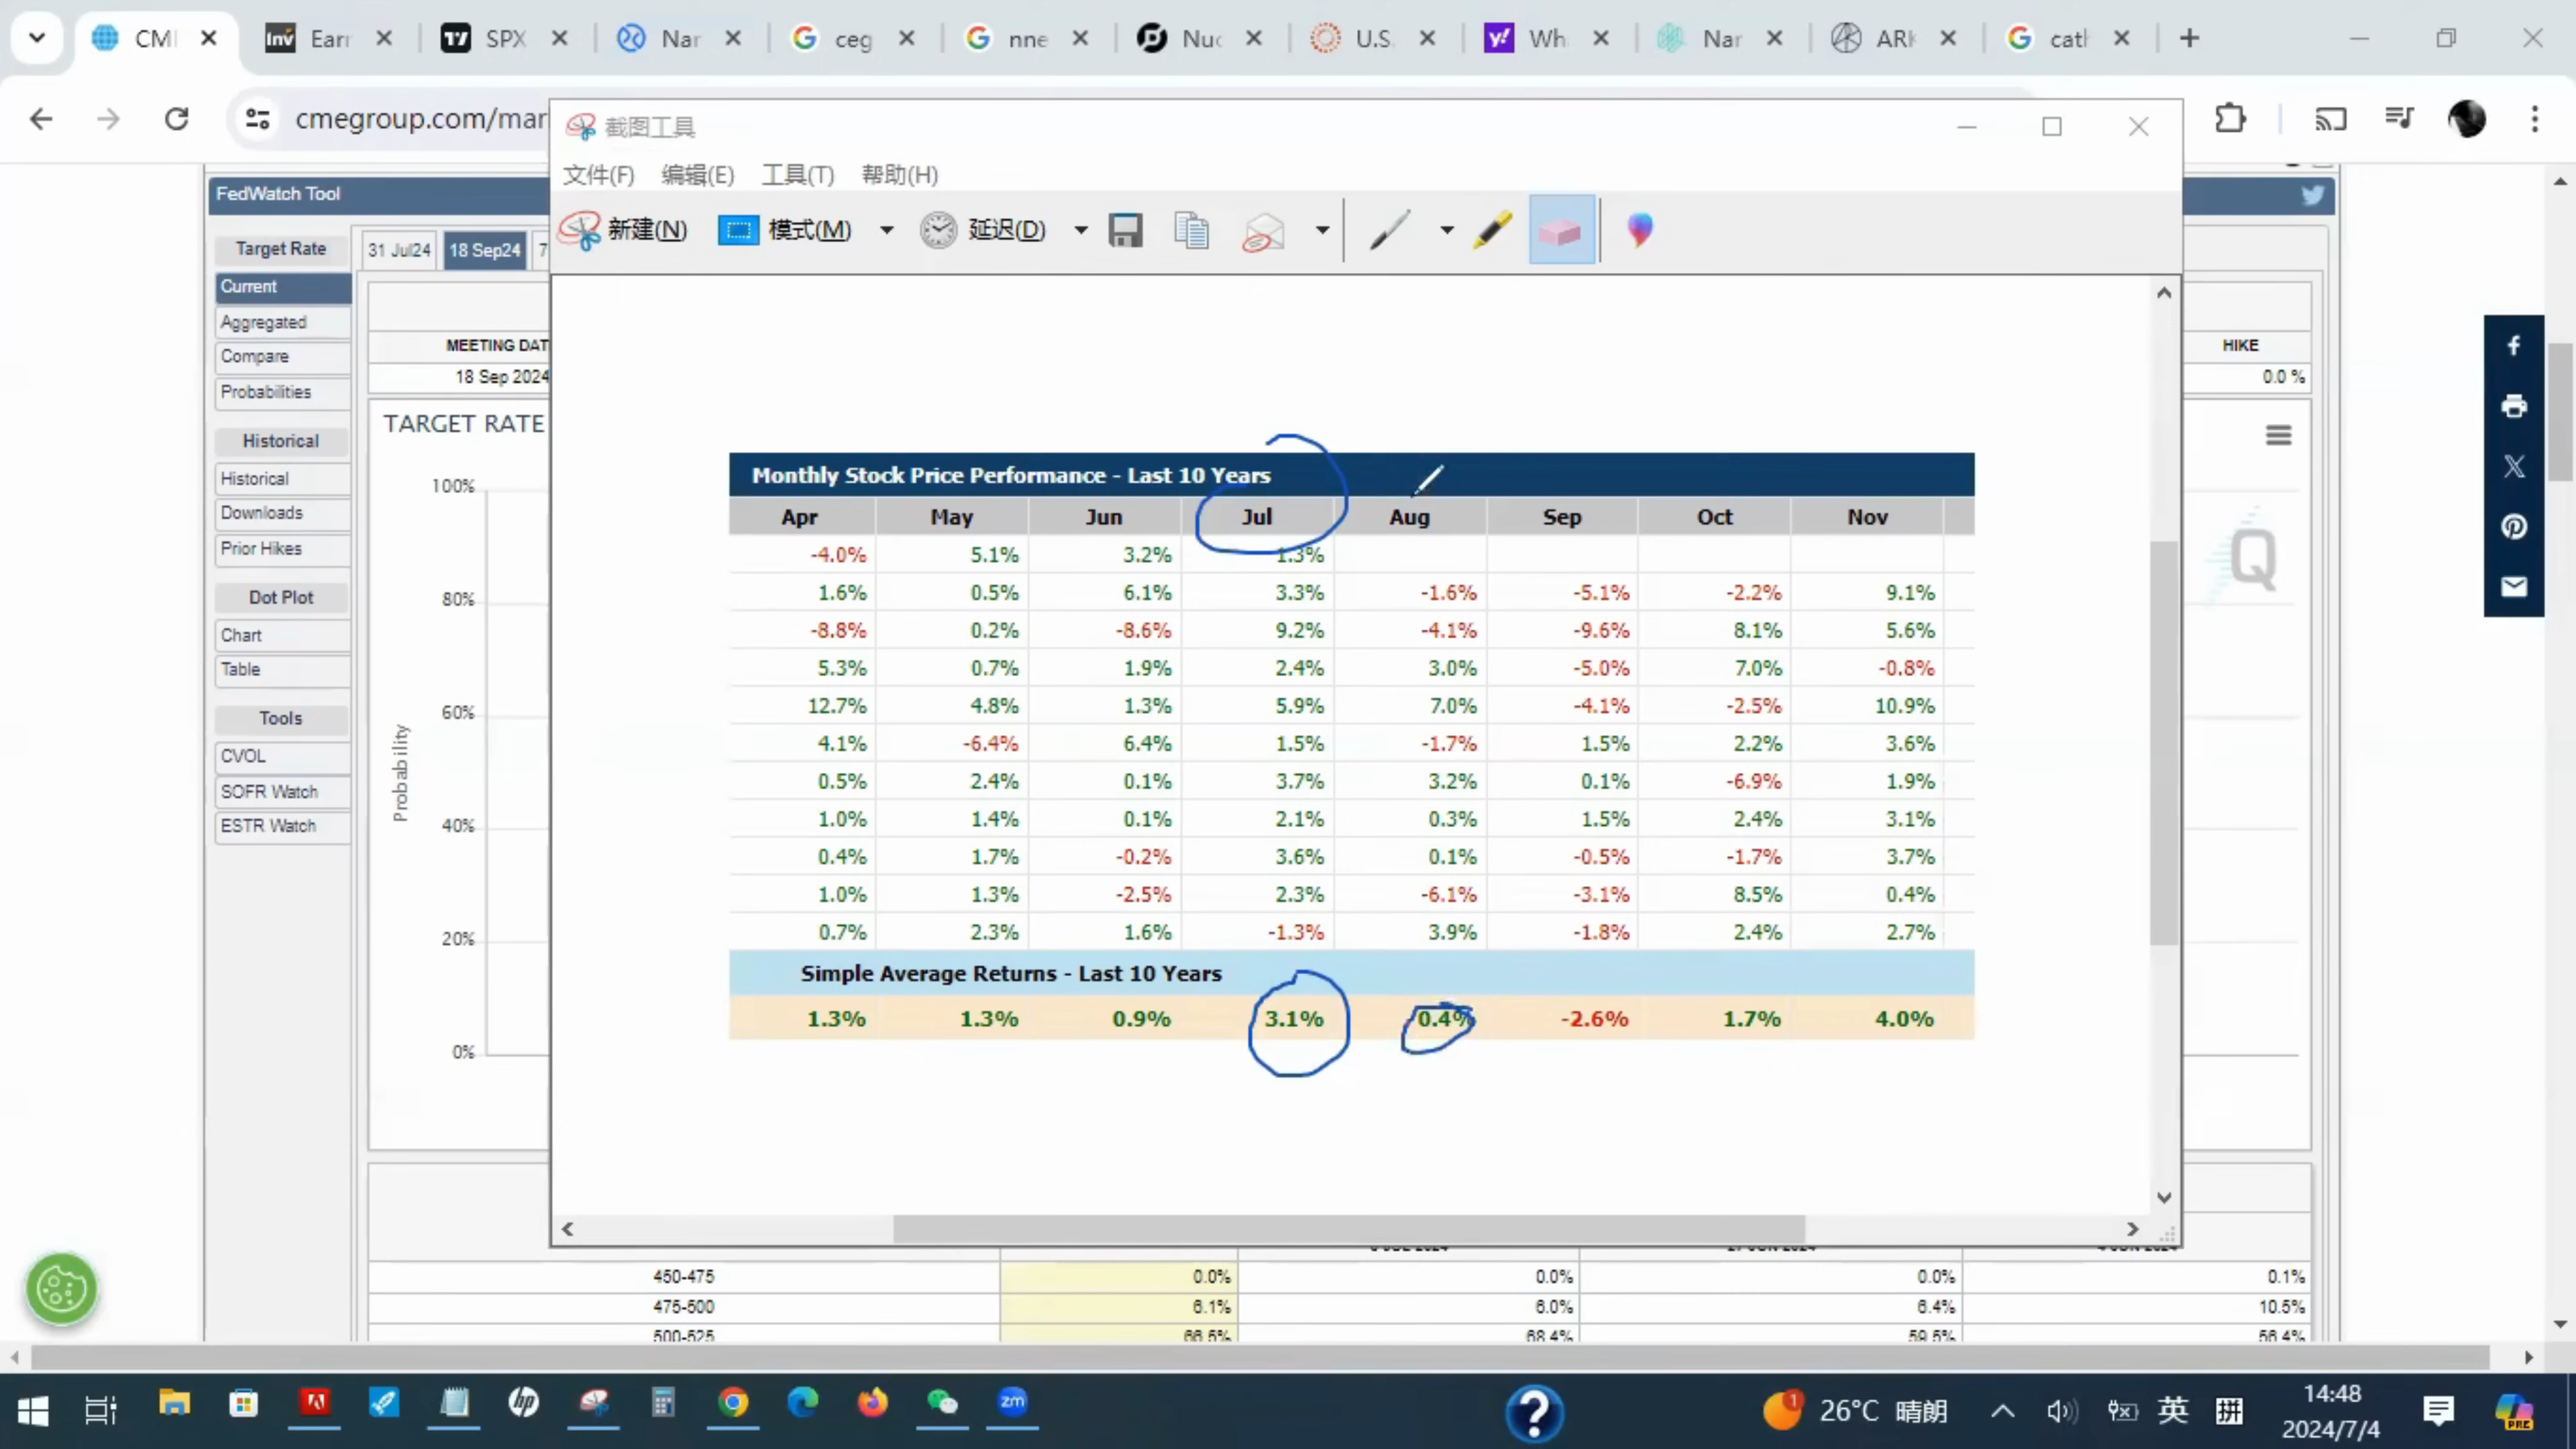 CM
Earr
SPX
Nar
ceg
nne
Nuc
U.S.
Wh
Nar
ARK
cath
cmegroup.com/mar
截图工具
文件(F) 编辑(E) 工具(T) 帮助(H)
新建(N) 模式(M) 延迟(D)
FedWatch Tool
Target Rate
Current
Aggregated
Compare
Probabilities
Historical
Historical
Downloads
Prior Hikes
Dot Plot
Chart
Table
Tools
CVOL
SOFR Watch
ESTR Watch
31 Jul24 18 Sep24 7
MEETING DAT
18 Sep 2024
HIKE
0.0 %
TARGET RATE
100%
80%
60%
40%
20%
0%
Probability
Q
Monthly Stock Price Performance - Last 10 Years
Apr May Jun Jul Aug Sep Oct Nov
-4.0% 5.1% 3.2% 1.3%
1.6% 0.5% 6.1% 3.3% -1.6% -5.1% -2.2% 9.1%
-8.8% 0.2% -8.6% 9.2% -4.1% -9.6% 8.1% 5.6%
5.3% 0.7% 1.9% 2.4% 3.0% -5.0% 7.0% -0.8%
12.7% 4.8% 1.3% 5.9% 7.0% -4.1% -2.5% 10.9%
4.1% -6.4% 6.4% 1.5% -1.7% 1.5% 2.2% 3.6%
0.5% 2.4% 0.1% 3.7% 3.2% 0.1% -6.9% 1.9%
1.0% 1.4% 0.1% 2.1% 0.3% 1.5% 2.4% 3.1%
0.4% 1.7% -0.2% 3.6% 0.1% -0.5% -1.7% 3.7%
1.0% 1.3% -2.5% 2.3% -6.1% -3.1% 8.5% 0.4%
0.7% 2.3% 1.6% -1.3% 3.9% -1.8% 2.4% 2.7%
Simple Average Returns - Last 10 Years
1.3% 1.3% 0.9% 3.1% 0.4% -2.6% 1.7% 4.0%
450-475 0.0% 0.0% 0.0% 0.1%
475-500 6.1% 6.0% 6.4% 10.5%
500-525 66.5% 68.4% 59.5% 56.4%
26°C 晴朗
英
拼
14:48
2024/7/4